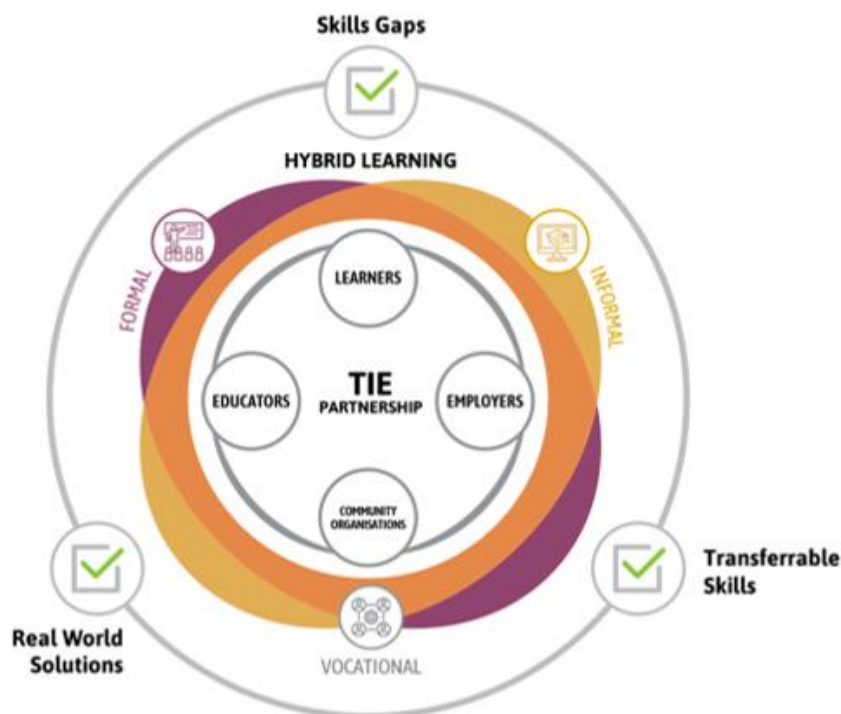 Skills Gaps
HYBRID LEARNING
FORMAL
INFORMAL
LEARNERS
EDUCATORS
TIE
PARTNERSHIP
EMPLOYERS
COMMUNITY
ORGANISATIONS
Transferrable
Skills
Real World
Solutions
VOCATIONAL